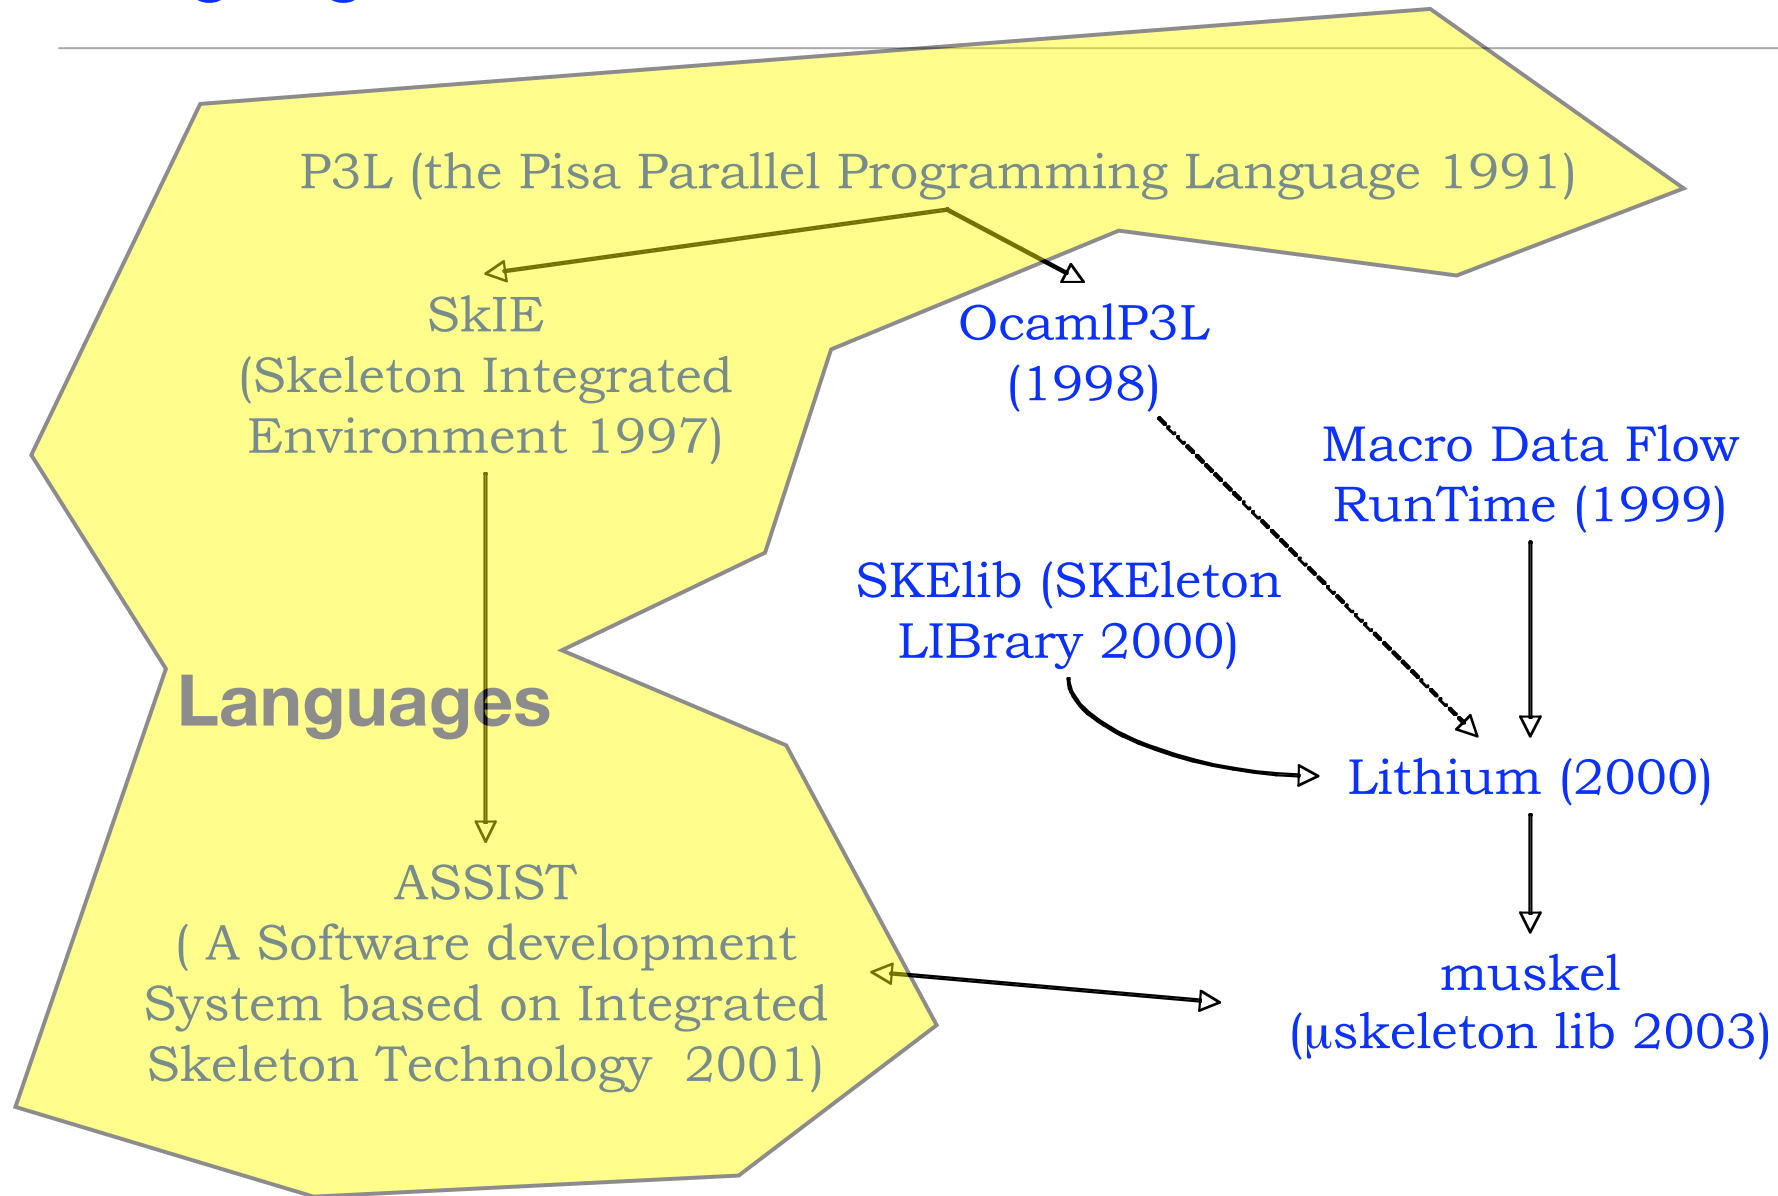 P3L (the Pisa Parallel Programming Language 1991)
SkIE
(Skeleton Integrated
Environment 1997)
OcamlP3L
(1998)
Macro Data Flow
RunTime (1999)
SKElib (SKEleton
LIBrary 2000)
Languages
Lithium (2000)
ASSIST
( A Software development
System based on Integrated
Skeleton Technology 2001)
muskel
(µskeleton lib 2003)